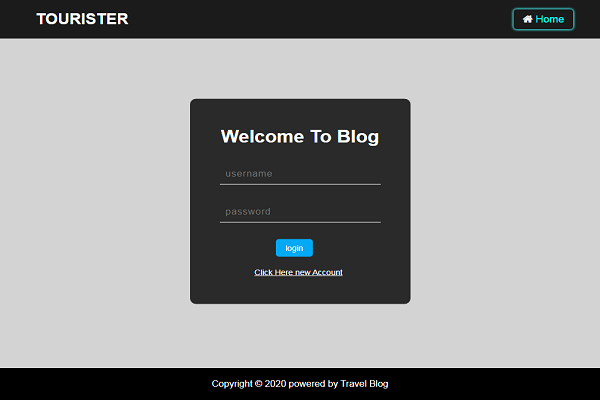 TOURISTER
Home
Welcome To Blog
username
password
login
Click Here new Account
Copyright © 2020 powered by Travel Blog